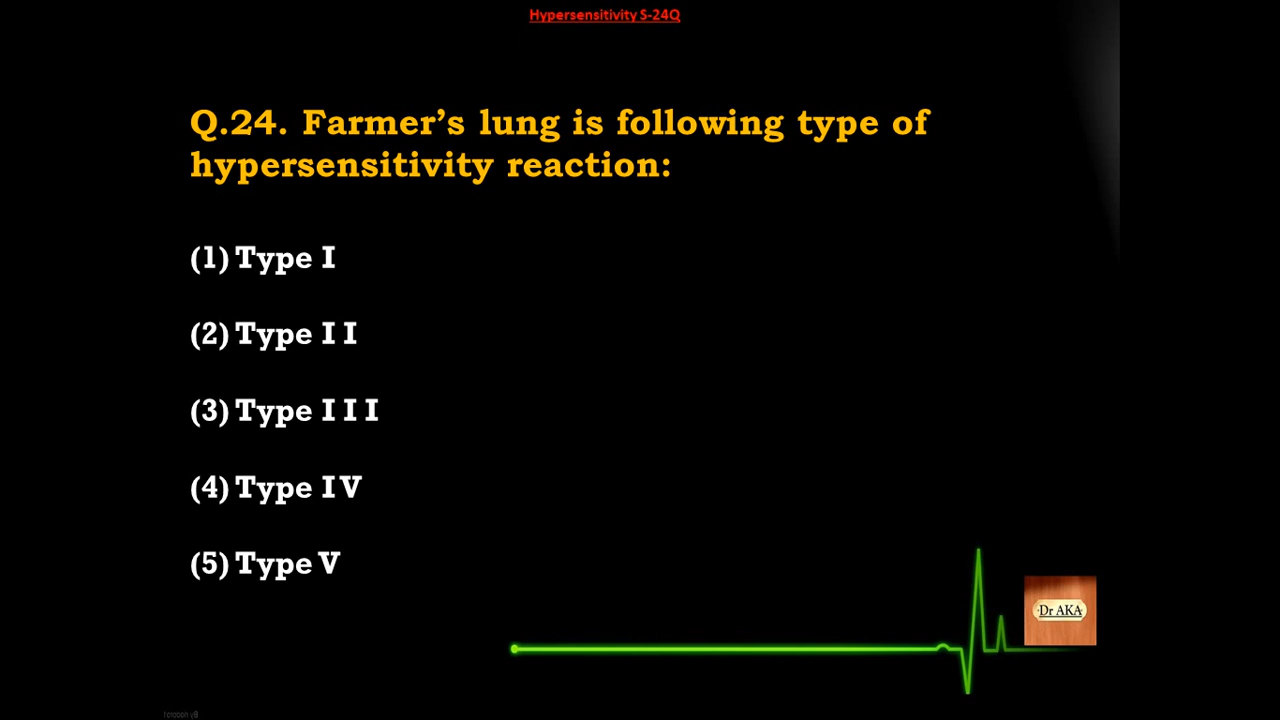 Hypersensitivity S-24Q
Q.24. Farmer’s lung is following type of
hypersensitivity reaction:
(1) Type I
(2) Type I I
(3) Type I I I
(4) Type I V
(5) Type V
Dr AKA